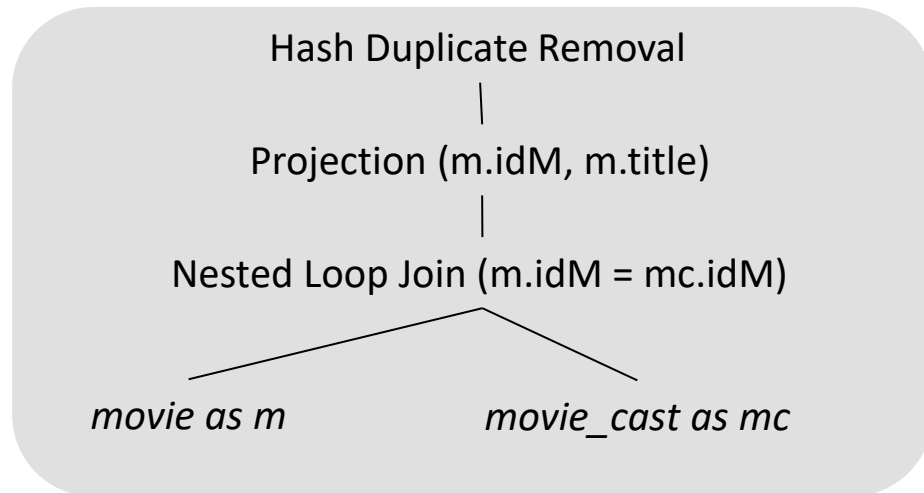 Hash Duplicate Removal
Projection (m.idM, m.title)
Nested Loop Join (m.idM = mc.idM)
movie as m
movie_cast as mc